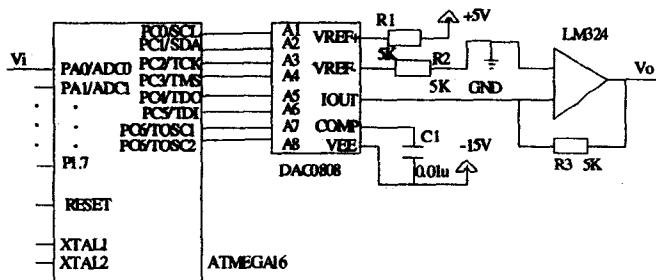 Vi
PA0/ADC0
PA1/ADC1
P1.7
RESET
XTAL1
XTAL2
PC0/SCL
PC1/SDA
PC2/TCK
PC3/TMS
PC4/TDO
PC5/TDI
PC6/TOSC1
PC6/TOSC2
ATMEGA16
A1
A2
A3
A4
A5
A6
A7
A8
VREF+
VREF-
IOUT
COMP
VEE
DAC0808
R1
5K
+5V
R2
5K
GND
C1
0.01u
-15V
LM324
Vo
R3 5K